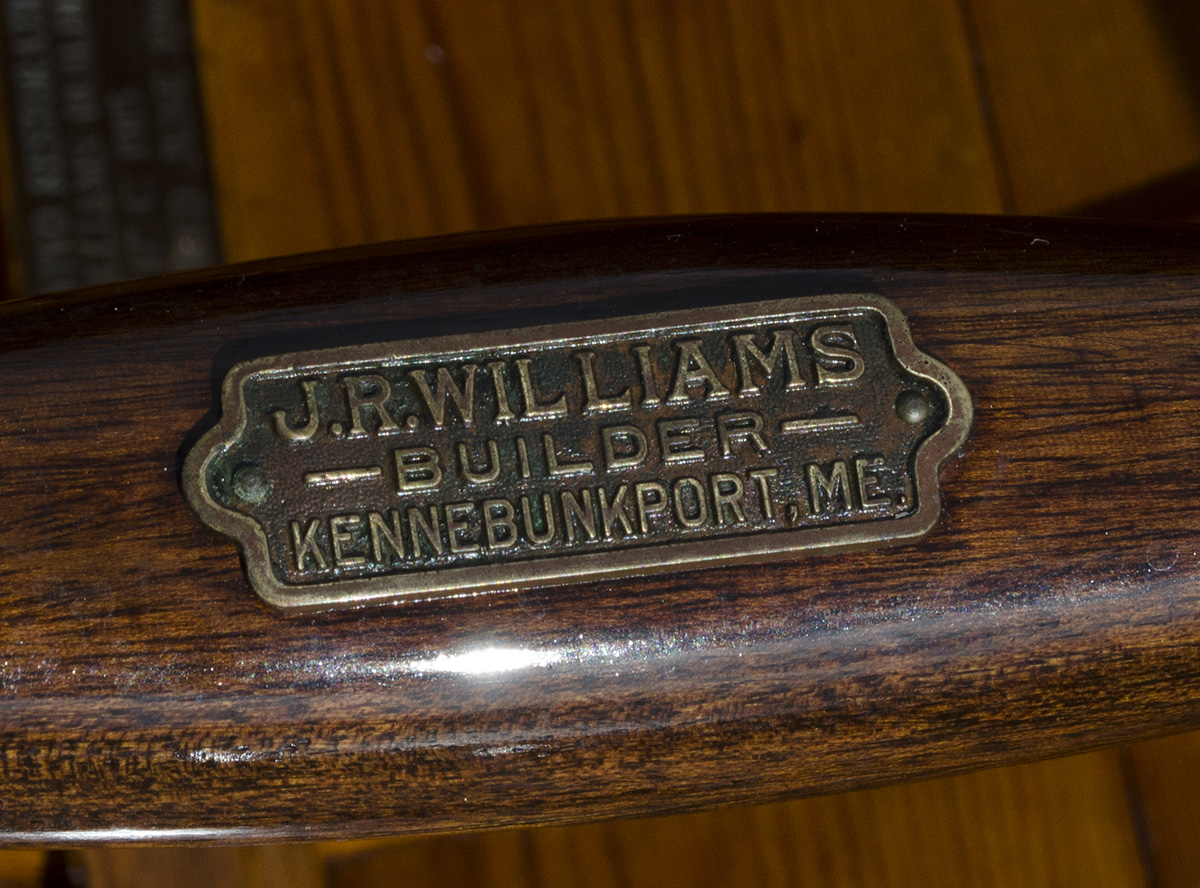 J.R.WILLIAMS
— BUILDER —
KENNEBUNKPORT, ME.